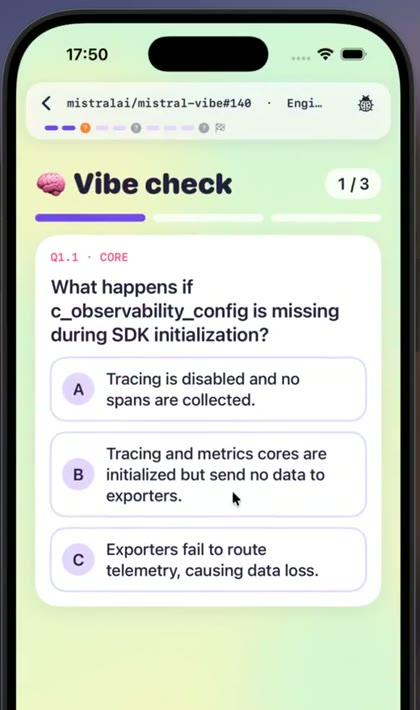 17:50
mistralai/mistral-vibe#140 · Engi…
Vibe check
1 / 3
Q1.1 · CORE
What happens if
c_observability_config is missing
during SDK initialization?
A
Tracing is disabled and no
spans are collected.
B
Tracing and metrics cores are
initialized but send no data to
exporters.
C
Exporters fail to route
telemetry, causing data loss.